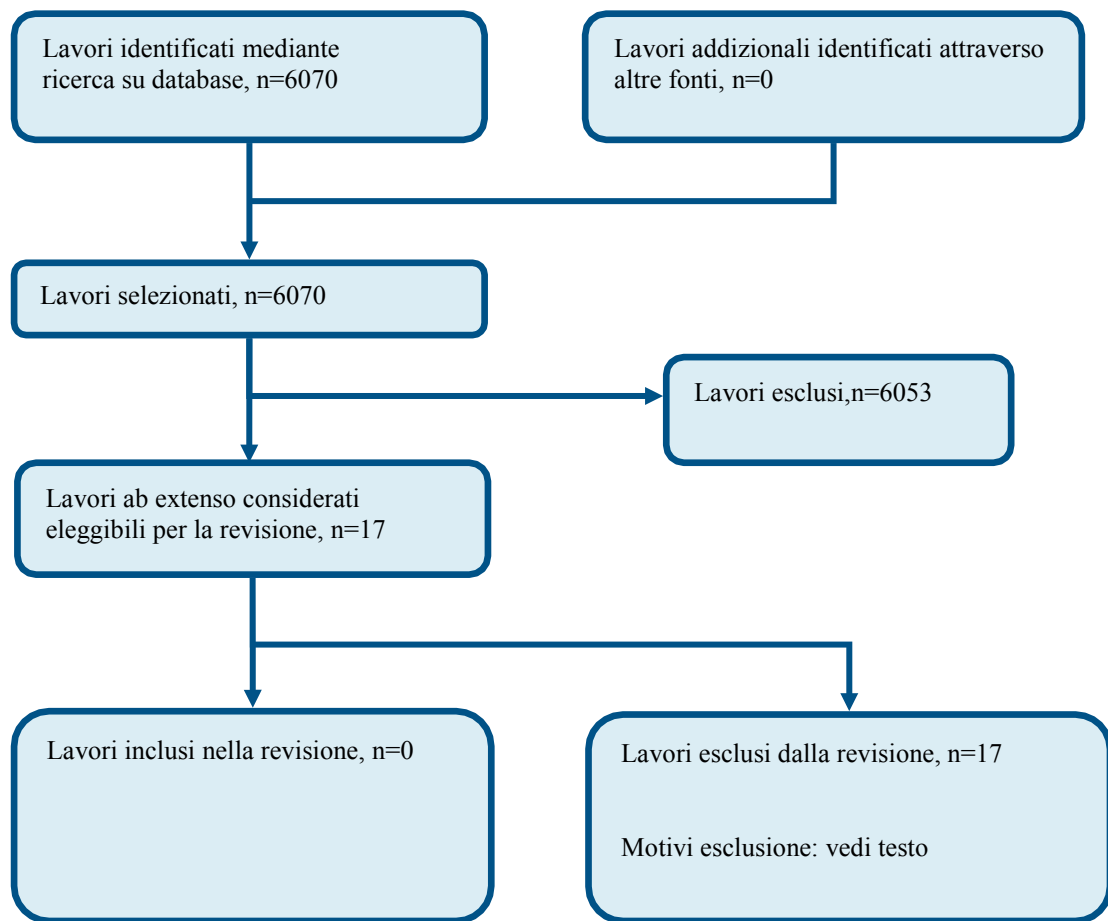 Lavori identificati mediante
ricerca su database, n=6070
Lavori addizionali identificati attraverso
altre fonti, n=0
Lavori selezionati, n=6070
Lavori esclusi,n=6053
Lavori ab extenso considerati
eleggibili per la revisione, n=17
Lavori inclusi nella revisione, n=0
Lavori esclusi dalla revisione, n=17
Motivi esclusione: vedi testo